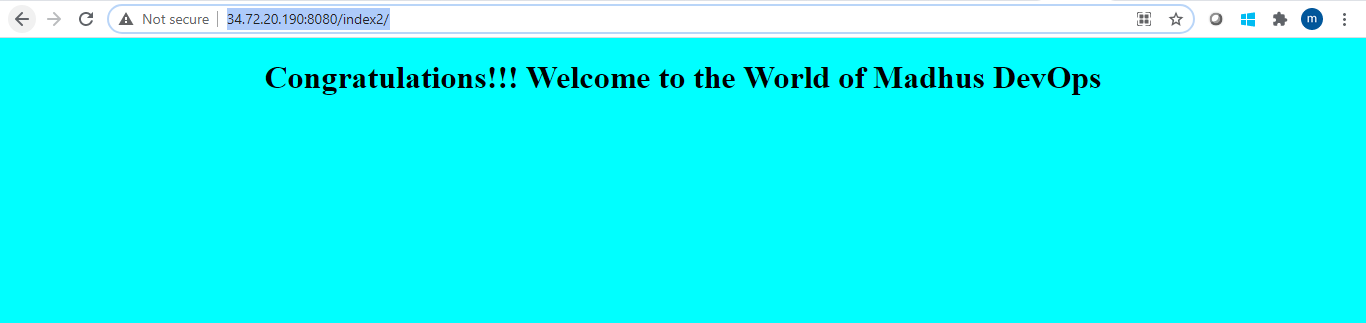 Not secure 34.72.20.190:8080/index2/
m
Congratulations!!! Welcome to the World of Madhus DevOps